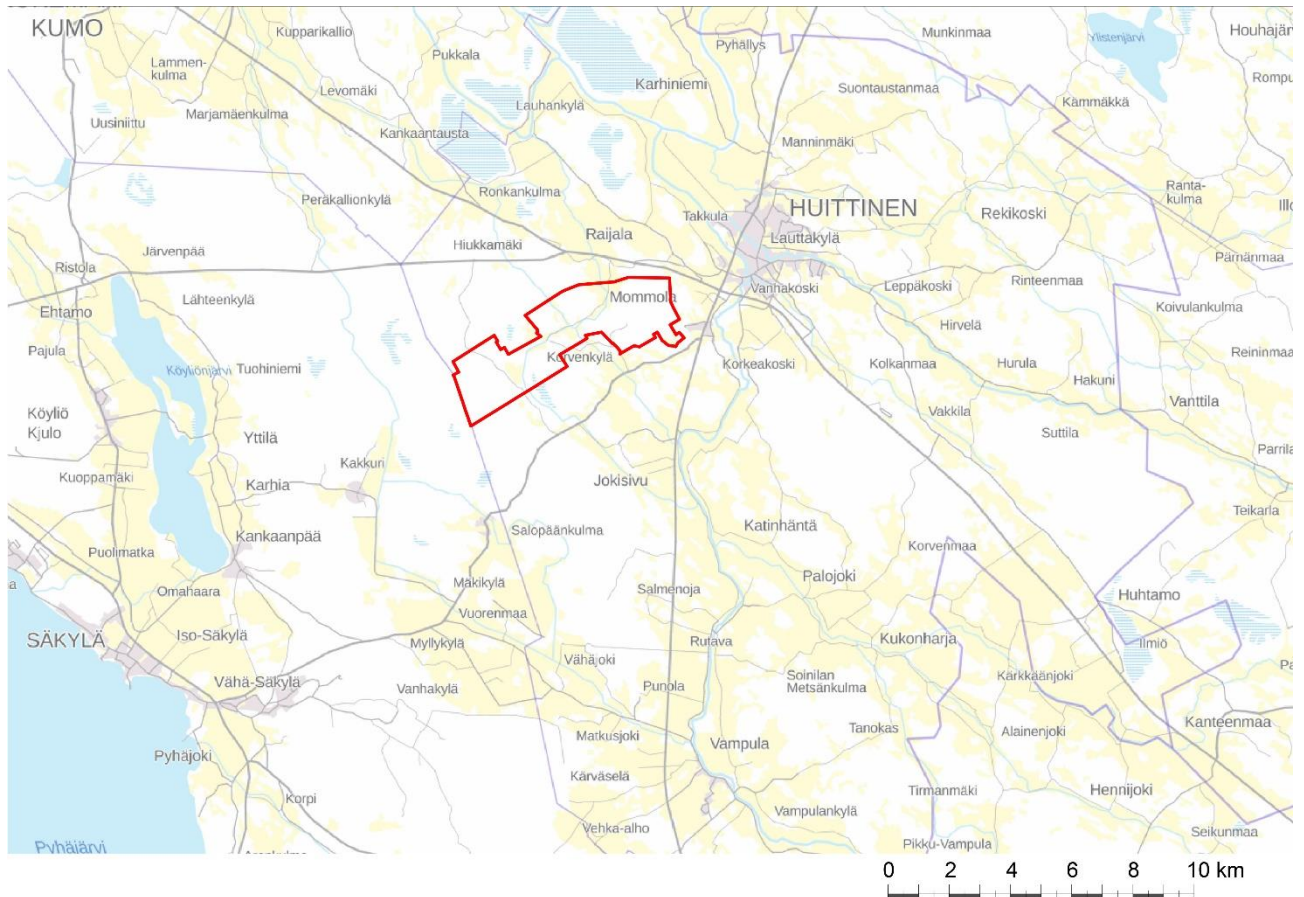 KUMO
Kupparikallio
Pyhällys
Munkinmaa
Ylistenjärvi
Lammen-
kulma
Pukkala
Karhiniemi
Levomäki
Suontaustanmaa
Kämmäkkä
Lauhankylä
Marjamäenkulma
Uusiniittu
Kankaantausta
Manninmäki
Ronkankulma
Ranta-
kulma
Peräkallionkylä
HUITTINEN
Takkula
Rekikoski
Raijala
Lauttakylä
Hiukkamäki
Järvenpää
Pärnänmaa
Ristola
Leppäkoski
Rinteenmaa
Vanhakoski
Mommola
Lähteenkylä
Ehtamo
Koivulankulma
Hirvelä
Pajula
Korvenkylä
Korkeakoski
Kolkanmaa
Hurula
Reininmaa
Köyliönjärvi
Tuohiniemi
Hakuni
Vanttila
Köyliö
Kjulo
Vakkila
Yttilä
Suttila
Parrila
Kakkuri
Kuoppamäki
Karhia
Jokisivu
Teikarla
Salopäänkulma
Katinhäntä
Kankaanpää
Korvenmaa
Puolimatka
Mäkikylä
Palojoki
Omahaara
Salmenoja
Huhtamo
Vuorenmaa
SÄKYLÄ
Iso-Säkylä
Myllykylä
Rutava
Kukonharja
Ilmiö
Vähäjoki
Soinilan
Metsänkulma
Kärkkäänjoki
Vähä-Säkylä
Vanhakylä
Punola
Kanteenmaa
Tanokas
Alainenjoki
Matkusjoki
Vampula
Pyhäjoki
Kärväselä
Tirmanmäki
Hennijoki
Korpi
Vampulankylä
Vehka-alho
Seikunmaa
Pikku-Vampula
Pyhäjärvi
0 2 4 6 8 10 km